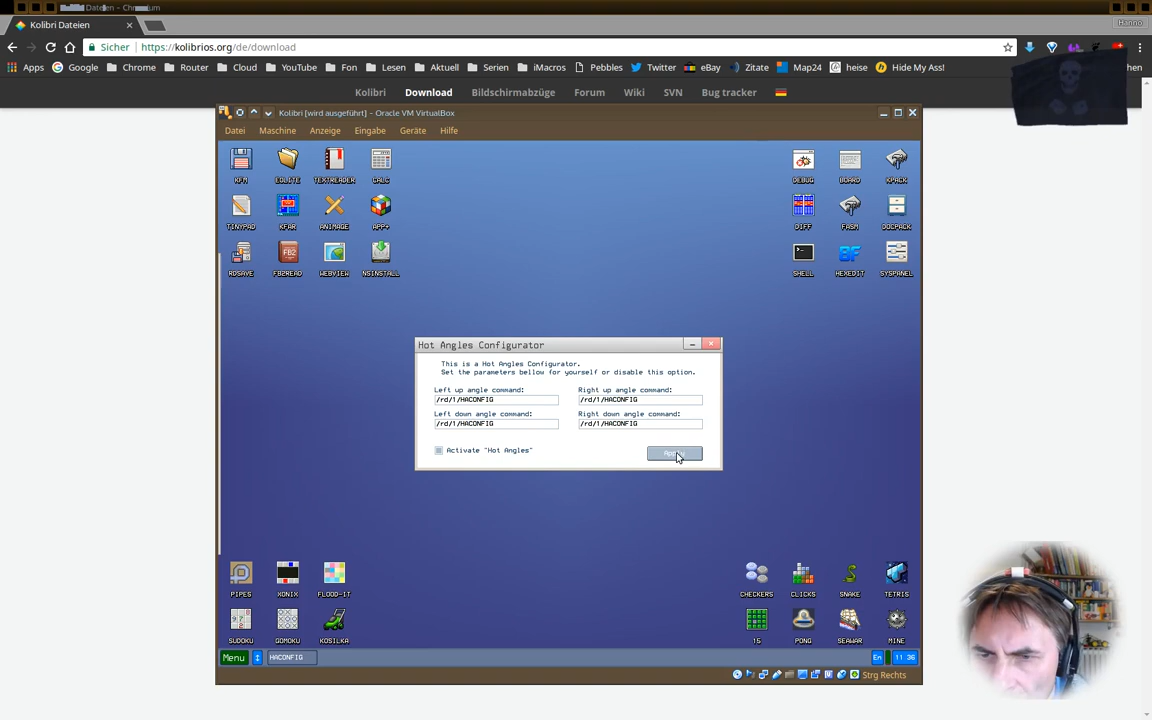 Dateien – Chromium
Kolibri Dateien
Hanno
Sicher https://kolibrios.org/de/download
Apps Google Chrome Router Cloud YouTube Fon Lesen Aktuell Serien iMacros Pebbles Twitter eBay Zitate Map24 heise Hide My Ass!
Kolibri Download Bildschirmabzüge Forum Wiki SVN Bug tracker
Kolibri [wird ausgeführt] – Oracle VM VirtualBox
Datei Maschine Anzeige Eingabe Geräte Hilfe
KFM EOLITE TEXTREADER CALC DEBUG BOARD KPACK
TINYPAD KFAR ANIMAGE APP+ DIFF FASM DOCPACK
RDSAVE FB2READ WEBVIEW NSINSTALL SHELL HEXEDIT SYSPANEL
Hot Angles Configurator
This is a Hot Angles Configurator.
Set the parameters bellow for yourself or disable this option.
Left up angle command: Right up angle command:
/rd/1/HACONFIG /rd/1/HACONFIG
Left down angle command: Right down angle command:
/rd/1/HACONFIG /rd/1/HACONFIG
Activate "Hot Angles" Apply
PIPES XONIX FLOOD-IT CHECKERS CLICKS SNAKE TETRIS
SUDOKU GOMOKU KOSILKA 15 PONG SEAWAR MINE
Menu HACONFIG En 11 36
Strg Rechts